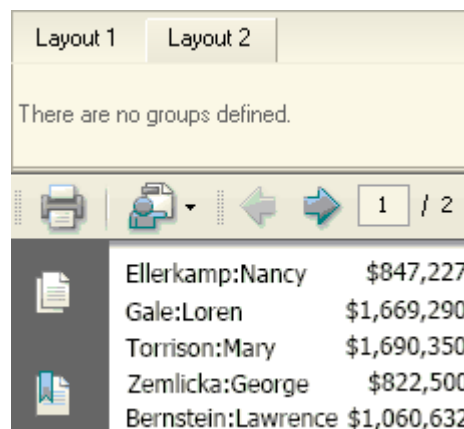 Layout 1 Layout 2
There are no groups defined.
1 / 2
Ellerkamp:Nancy $847,227
Gale:Loren $1,669,290
Torrison:Mary $1,690,350
Zemlicka:George $822,500
Bernstein:Lawrence $1,060,632